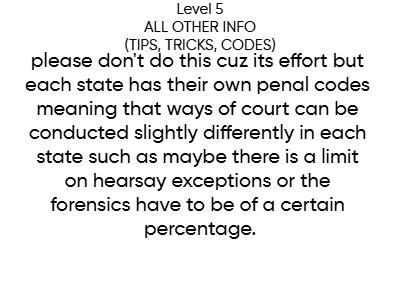 Level 5
ALL OTHER INFO
(TIPS, TRICKS, CODES)
please don't do this cuz its effort but
each state has their own penal codes
meaning that ways of court can be
conducted slightly differently in each
state such as maybe there is a limit
on hearsay exceptions or the
forensics have to be of a certain
percentage.